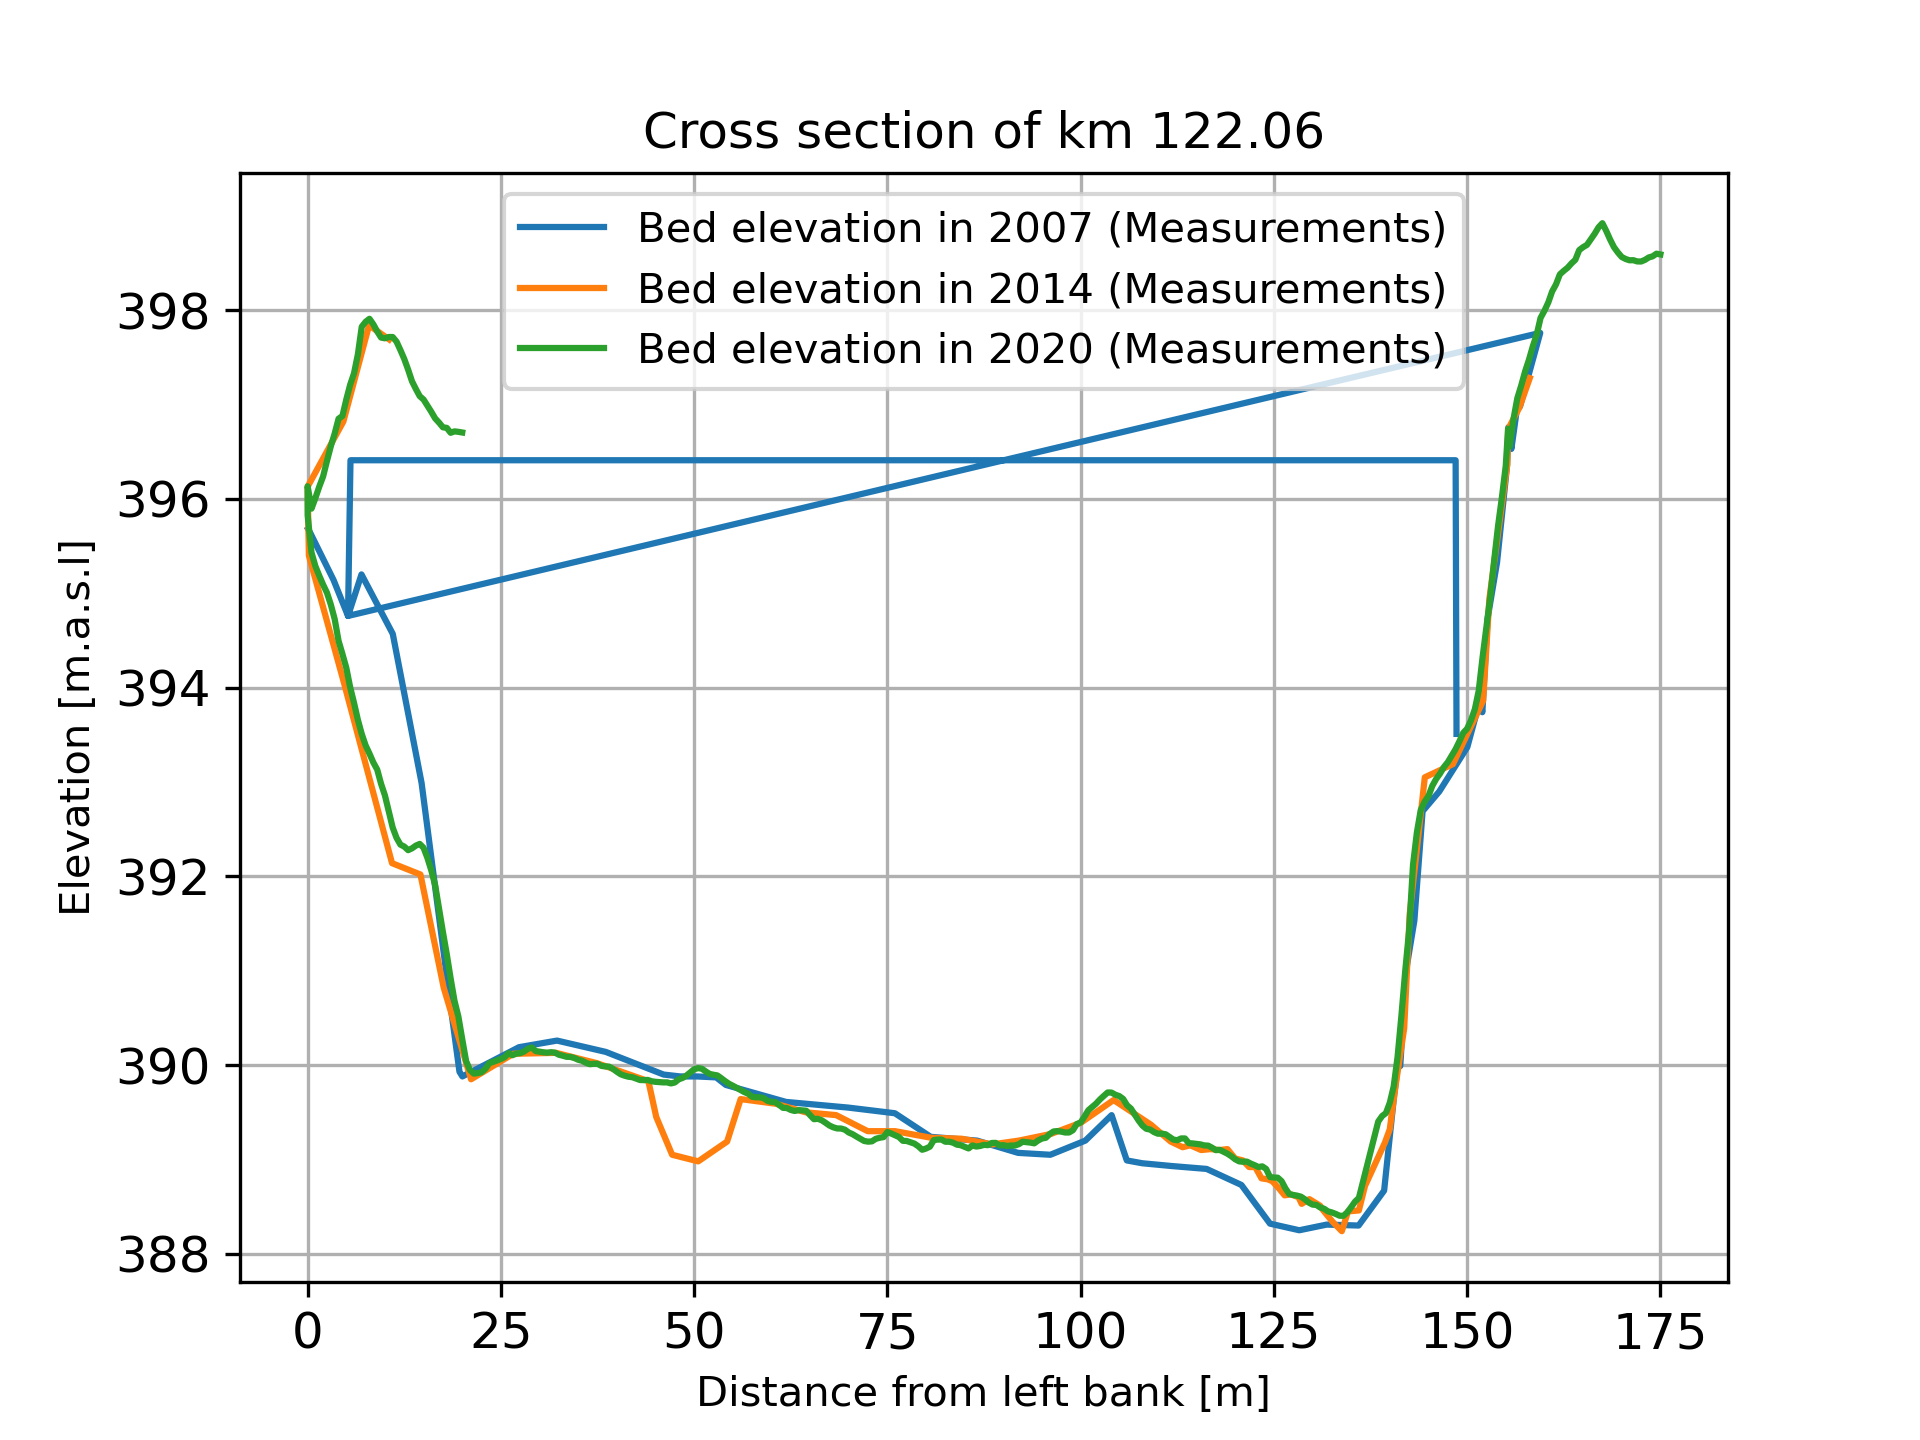 Cross section of km 122.06
Bed elevation in 2007 (Measurements)
Bed elevation in 2014 (Measurements)
Bed elevation in 2020 (Measurements)
398
396
394
392
390
388
Elevation [m.a.s.l]
0 25 50 75 100 125 150 175
Distance from left bank [m]